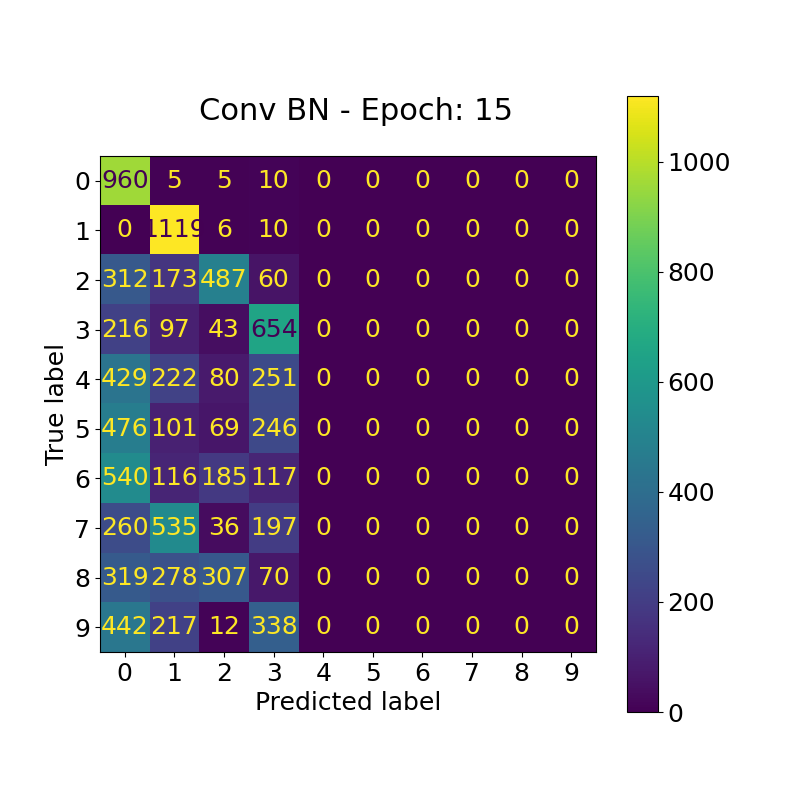 Conv BN - Epoch: 15
0 960 5 5 10 0 0 0 0 0 0
1 0 1119 6 10 0 0 0 0 0 0
2 312 173 487 60 0 0 0 0 0 0
3 216 97 43 654 0 0 0 0 0 0
4 429 222 80 251 0 0 0 0 0 0
5 476 101 69 246 0 0 0 0 0 0
6 540 116 185 117 0 0 0 0 0 0
7 260 535 36 197 0 0 0 0 0 0
8 319 278 307 70 0 0 0 0 0 0
9 442 217 12 338 0 0 0 0 0 0
0 1 2 3 4 5 6 7 8 9
True label
Predicted label
1000
800
600
400
200
0